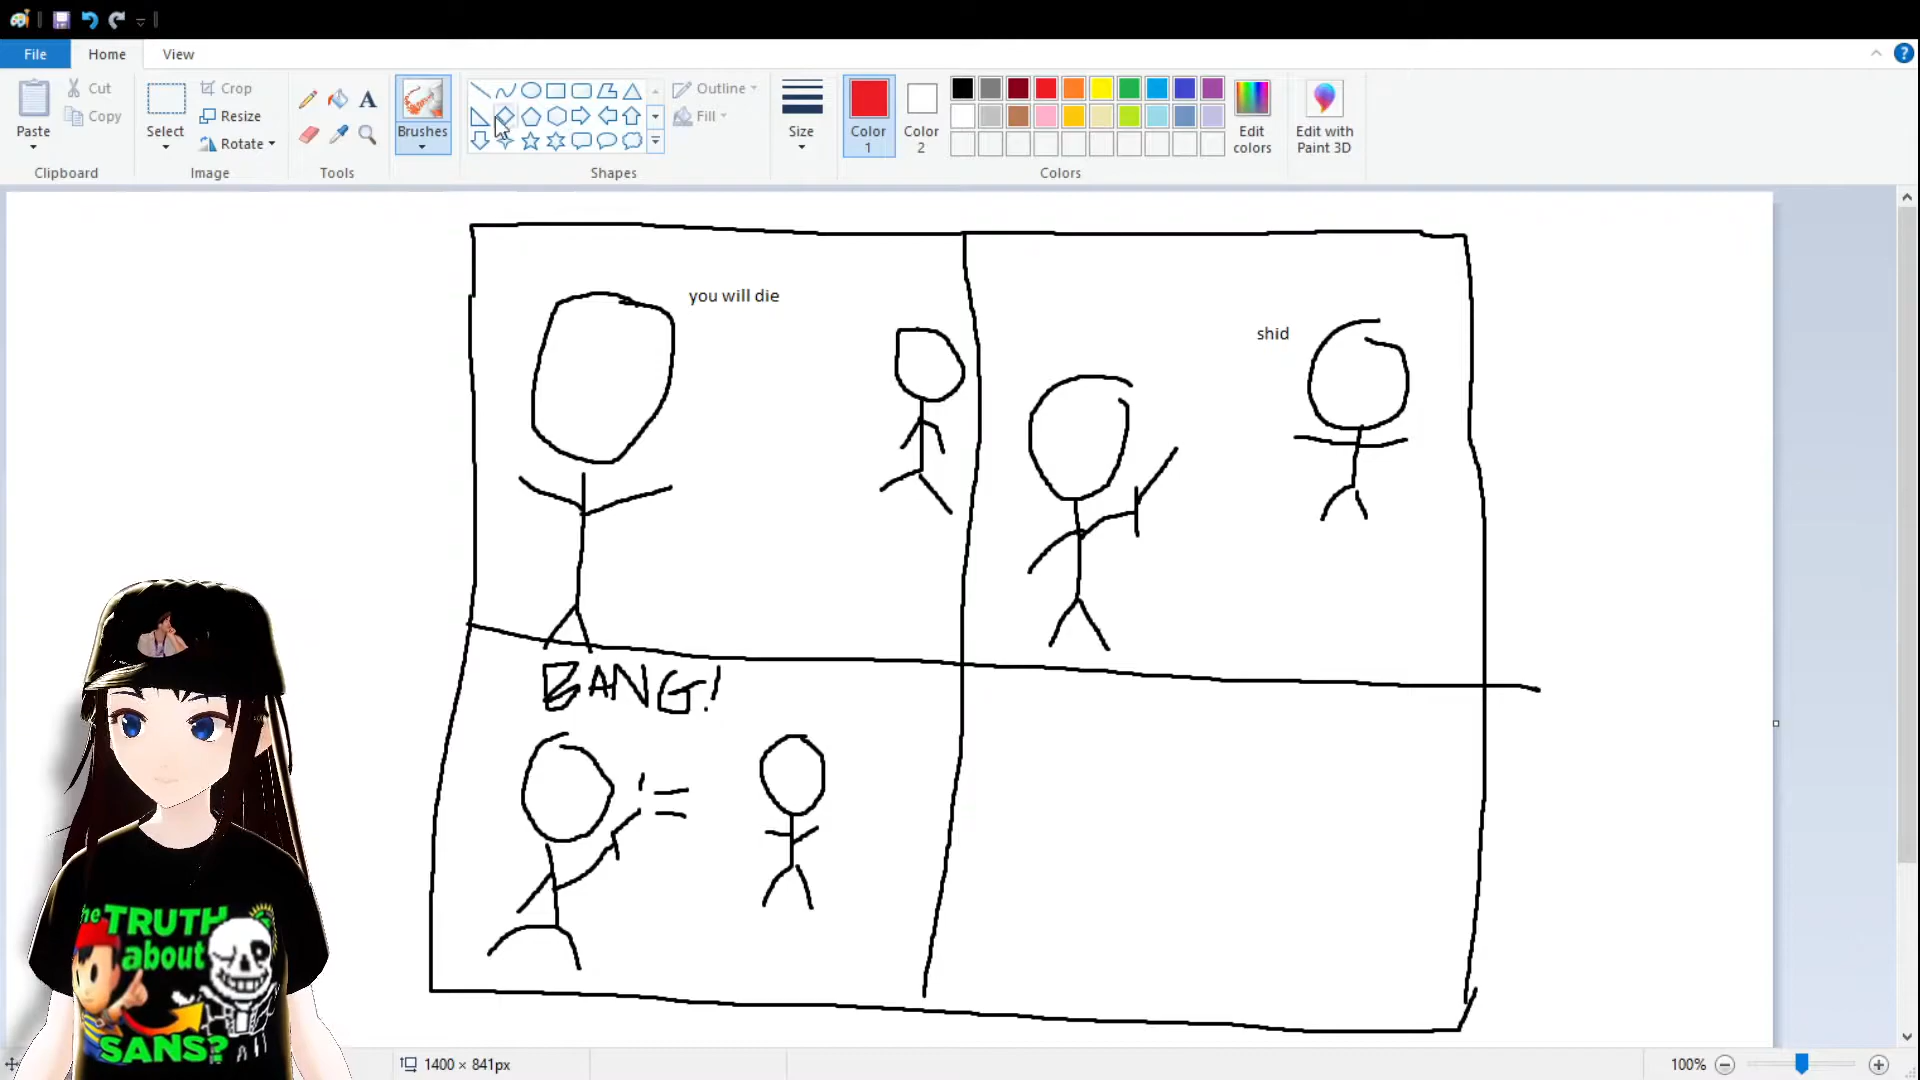 File
Home
View
Paste
Cut
Copy
Clipboard
Select
Crop
Resize
Rotate
Image
Tools
Brushes
Shapes
Outline
Fill
Size
Color
1
Color
2
Colors
Edit
colors
Edit with
Paint 3D
you will die
shid
BANG!
the TRUTH
about
SANS?
1400 × 841px
100%